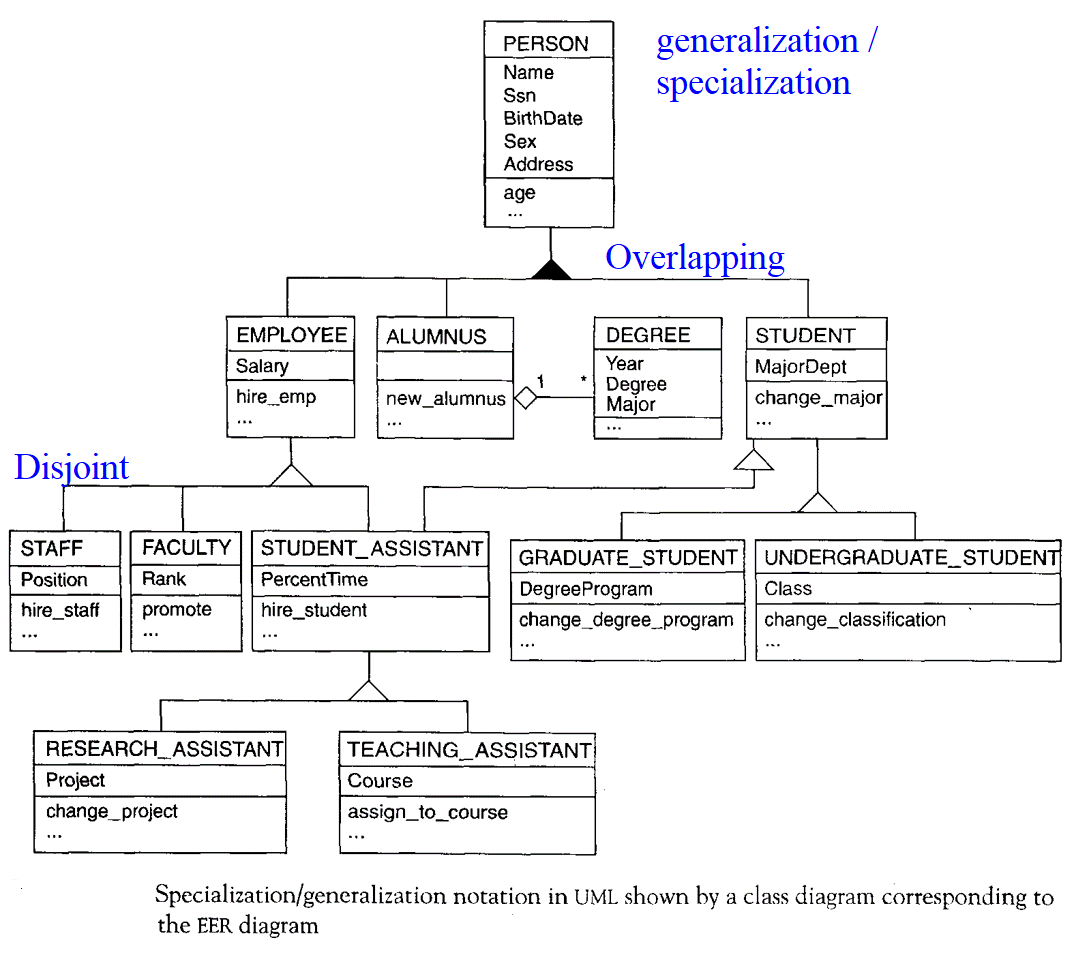 PERSON
Name
Ssn
BirthDate
Sex
Address
age
...
generalization /
specialization
Overlapping
EMPLOYEE
Salary
hire_emp
...
ALUMNUS
new_alumnus
...
1
*
DEGREE
Year
Degree
Major
...
STUDENT
MajorDept
change_major
...
Disjoint
STAFF
Position
hire_staff
...
FACULTY
Rank
promote
...
STUDENT_ASSISTANT
PercentTime
hire_student
...
GRADUATE_STUDENT
DegreeProgram
change_degree_program
...
UNDERGRADUATE_STUDENT
Class
change_classification
...
RESEARCH_ASSISTANT
Project
change_project
...
TEACHING_ASSISTANT
Course
assign_to_course
...
Specialization/generalization notation in UML shown by a class diagram corresponding to
the EER diagram